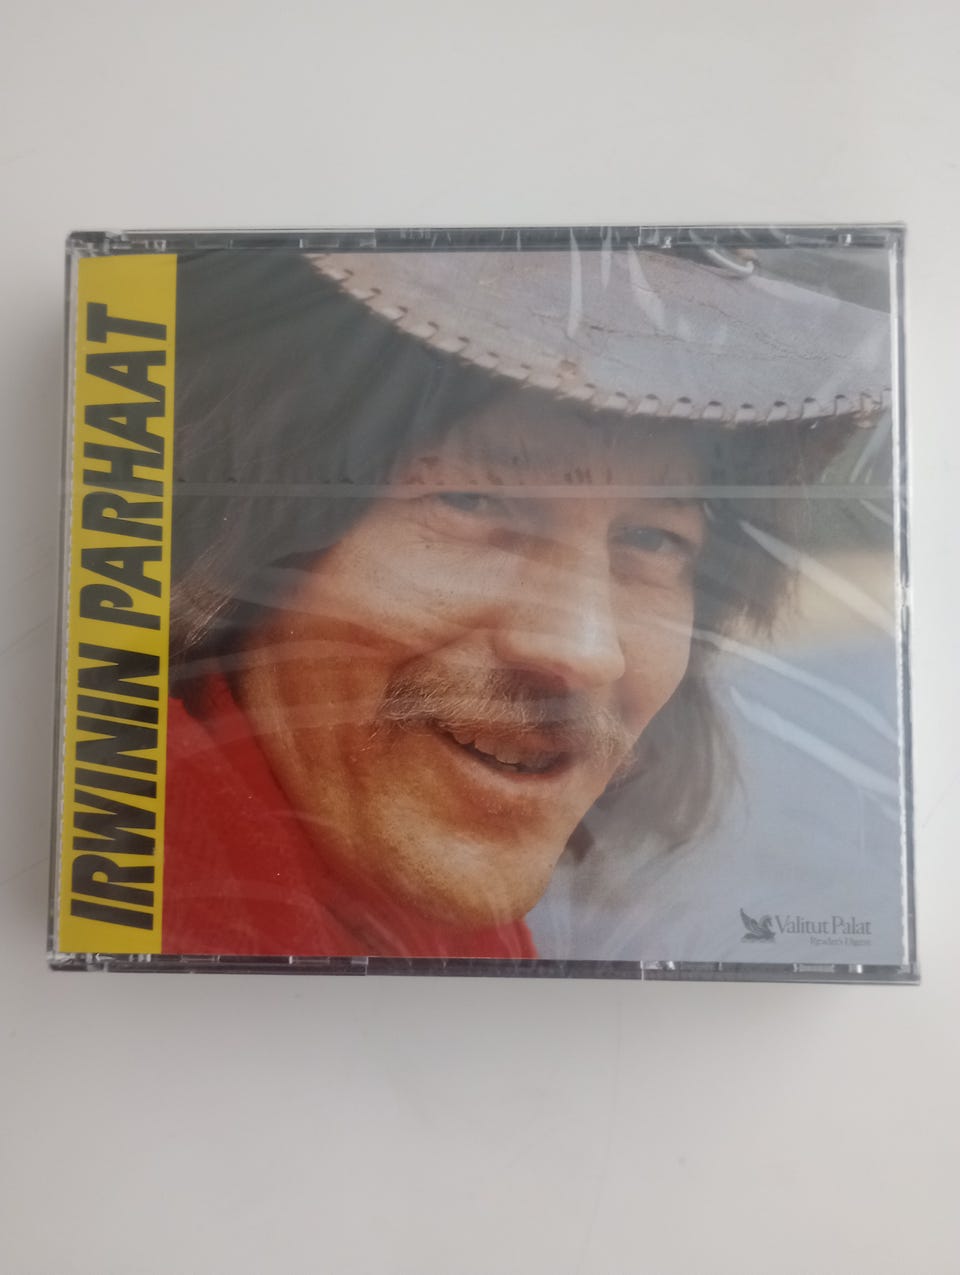 IRWININ PARHAAT
Valitut Palat
Reader's Digest